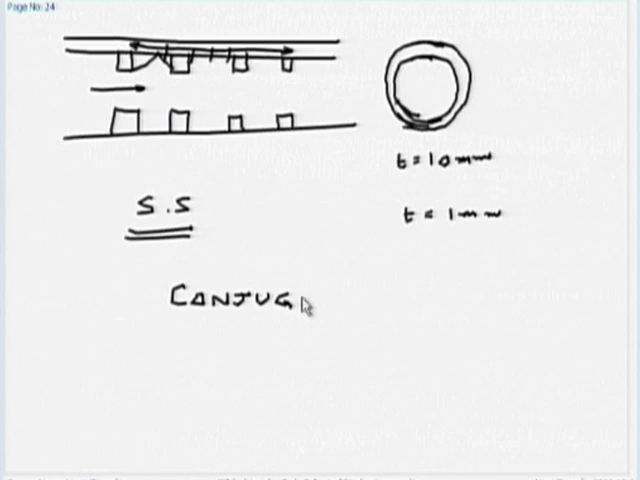 Page No: 24
t = 10mm
S.S
t = 1mm
CONJUG